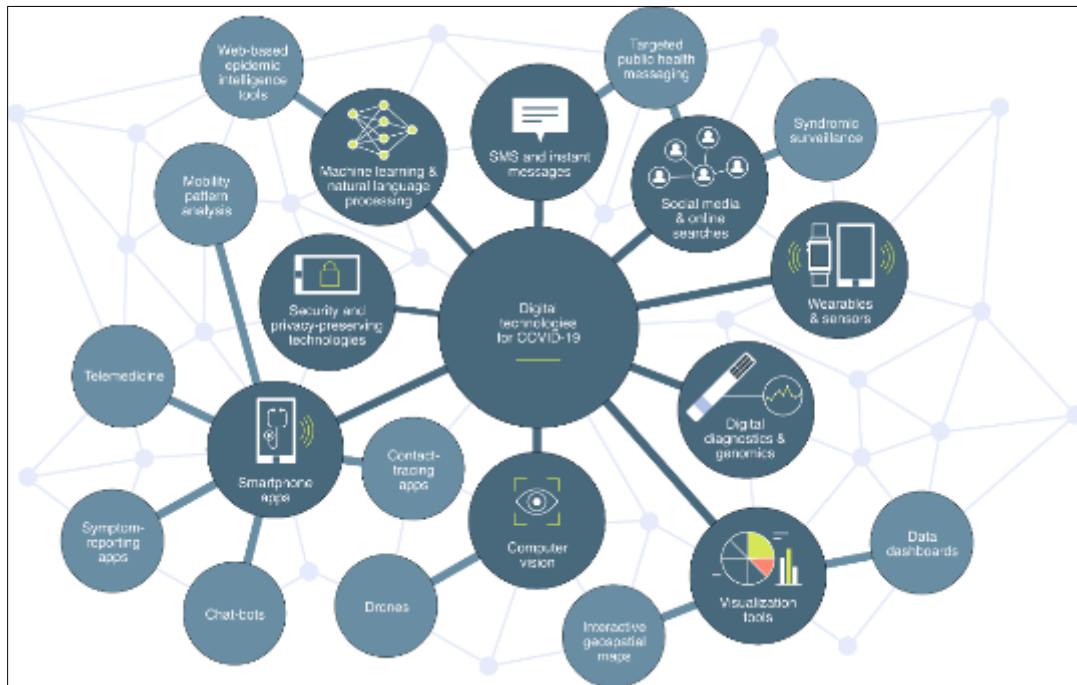 Web-based
epidemic
intelligence
tools
Targeted
public health
messaging
Machine learning &
natural language
processing
SMS and instant
messages
Social media
& online
searches
Syndromic
surveillance
Mobility
pattern
analysis
Security and
privacy-preserving
technologies
Digital
technologies
for COVID-19
Wearables
& sensors
Telemedicine
Smartphone
apps
Contact-
tracing
apps
Digital
diagnostics &
genomics
Symptom-
reporting
apps
Computer
vision
Data
dashboards
Chat-bots
Drones
Interactive
geospatial
maps
Visualization
tools